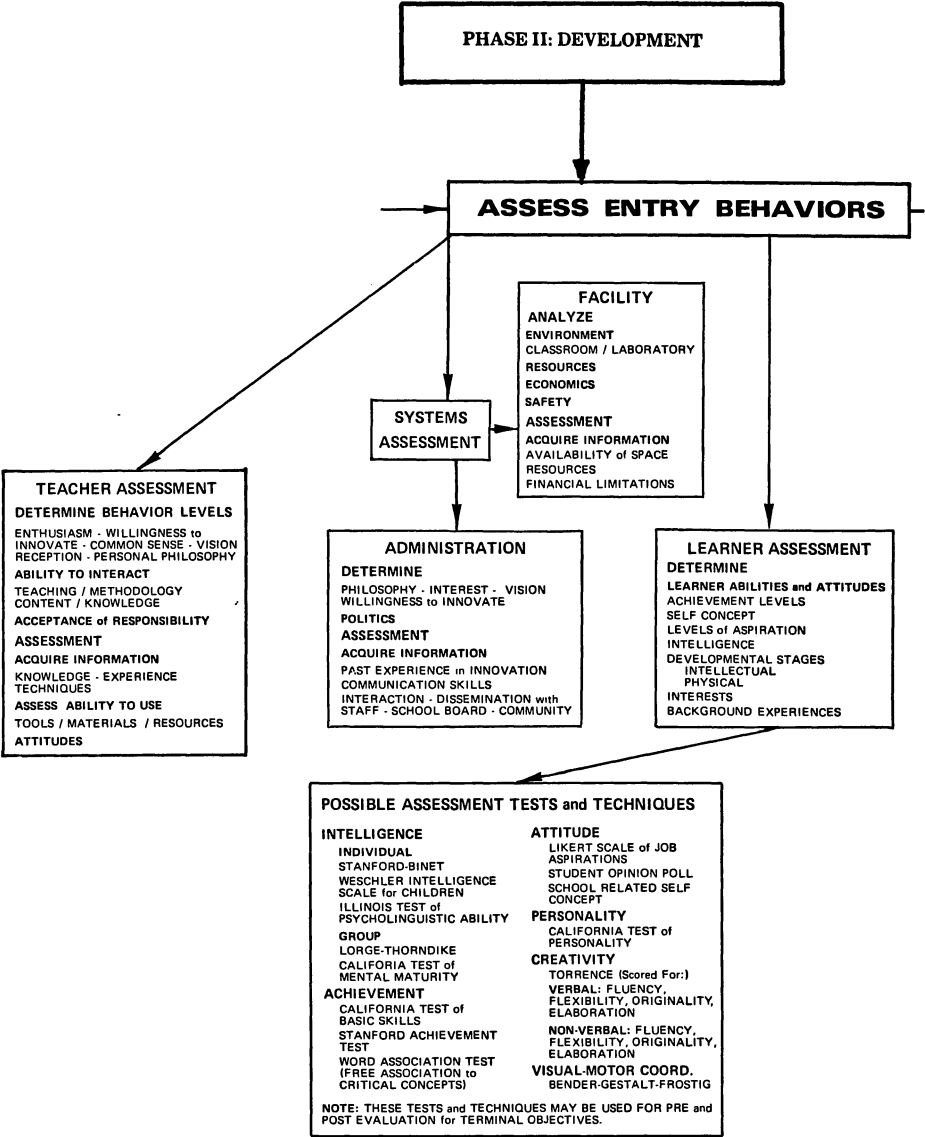 PHASE II: DEVELOPMENT
ASSESS ENTRY BEHAVIORS
FACILITY
ANALYZE
ENVIRONMENT
CLASSROOM / LABORATORY
RESOURCES
ECONOMICS
SAFETY
ASSESSMENT
ACQUIRE INFORMATION
AVAILABILITY of SPACE
RESOURCES
FINANCIAL LIMITATIONS
SYSTEMS
ASSESSMENT
TEACHER ASSESSMENT
DETERMINE BEHAVIOR LEVELS
ENTHUSIASM - WILLINGNESS to
INNOVATE - COMMON SENSE - VISION
RECEPTION - PERSONAL PHILOSOPHY
ABILITY TO INTERACT
TEACHING / METHODOLOGY
CONTENT / KNOWLEDGE
ACCEPTANCE of RESPONSIBILITY
ASSESSMENT
ACQUIRE INFORMATION
KNOWLEDGE - EXPERIENCE
TECHNIQUES
ASSESS ABILITY TO USE
TOOLS / MATERIALS / RESOURCES
ATTITUDES
ADMINISTRATION
DETERMINE
PHILOSOPHY - INTEREST - VISION
WILLINGNESS to INNOVATE
POLITICS
ASSESSMENT
ACQUIRE INFORMATION
PAST EXPERIENCE in INNOVATION
COMMUNICATION SKILLS
INTERACTION - DISSEMINATION with
STAFF - SCHOOL BOARD - COMMUNITY
LEARNER ASSESSMENT
DETERMINE
LEARNER ABILITIES and ATTITUDES
ACHIEVEMENT LEVELS
SELF CONCEPT
LEVELS of ASPIRATION
INTELLIGENCE
DEVELOPMENTAL STAGES
INTELLECTUAL
PHYSICAL
INTERESTS
BACKGROUND EXPERIENCES
POSSIBLE ASSESSMENT TESTS and TECHNIQUES
INTELLIGENCE
INDIVIDUAL
STANFORD-BINET
WESCHLER INTELLIGENCE
SCALE for CHILDREN
ILLINOIS TEST of
PSYCHOLINGUISTIC ABILITY
GROUP
LORGE-THORNDIKE
CALIFORIA TEST of
MENTAL MATURITY
ACHIEVEMENT
CALIFORNIA TEST of
BASIC SKILLS
STANFORD ACHIEVEMENT
TEST
WORD ASSOCIATION TEST
(FREE ASSOCIATION to
CRITICAL CONCEPTS)
ATTITUDE
LIKERT SCALE of JOB
ASPIRATIONS
STUDENT OPINION POLL
SCHOOL RELATED SELF
CONCEPT
PERSONALITY
CALIFORNIA TEST of
PERSONALITY
CREATIVITY
TORRENCE (Scored For:)
VERBAL: FLUENCY,
FLEXIBILITY, ORIGINALITY,
ELABORATION
NON-VERBAL: FLUENCY,
FLEXIBILITY, ORIGINALITY,
ELABORATION
VISUAL-MOTOR COORD.
BENDER-GESTALT-FROSTIG
NOTE: THESE TESTS and TECHNIQUES MAY BE USED FOR PRE and
POST EVALUATION for TERMINAL OBJECTIVES.